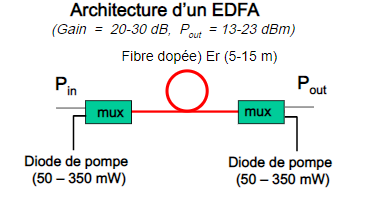 Architecture d'un EDFA
(Gain = 20-30 dB, Pout = 13-23 dBm)
Fibre dopée) Er (5-15 m)
Pin
Pout
mux
mux
Diode de pompe
(50 – 350 mW)
Diode de pompe
(50 – 350 mW)